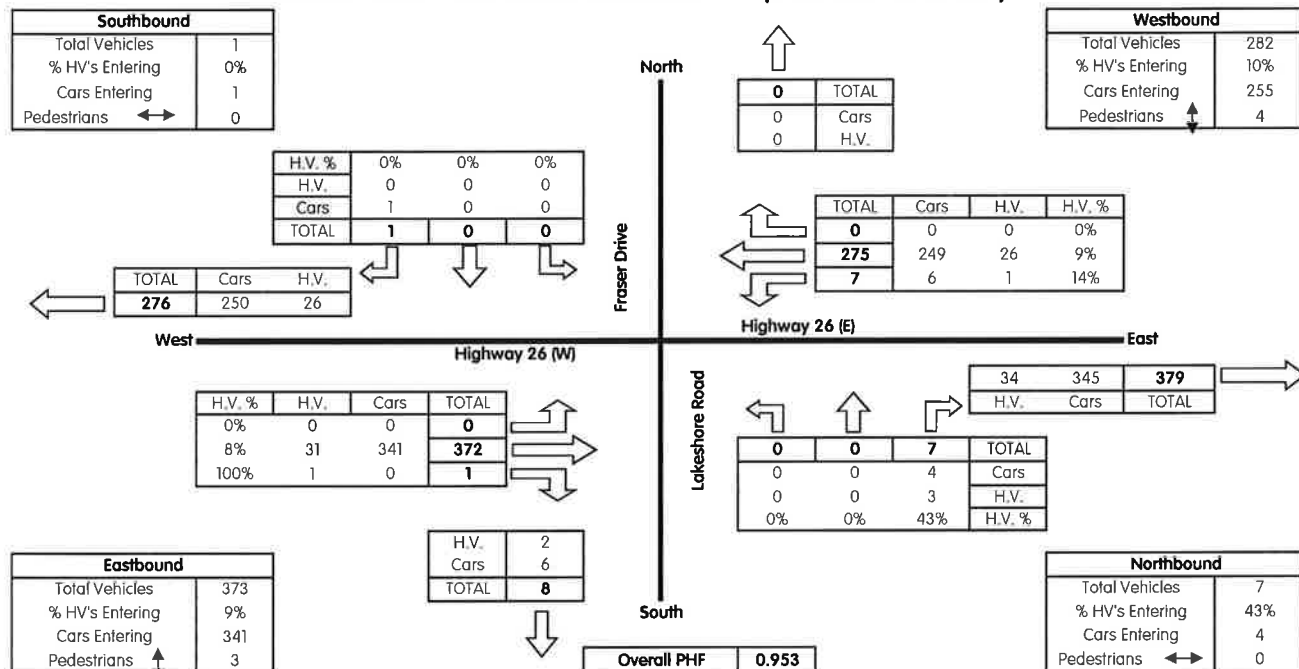 Southbound
Total Vehicles 1
% HV's Entering 0%
Cars Entering 1
Pedestrians 0
Westbound
Total Vehicles 282
% HV's Entering 10%
Cars Entering 255
Pedestrians 4
North
0 TOTAL
0 Cars
0 H.V.
H.V. % 0% 0% 0%
H.V. 0 0 0
Cars 1 0 0
TOTAL 1 0 0
Fraser Drive
TOTAL Cars H.V. H.V. %
0 0 0 0%
275 249 26 9%
7 6 1 14%
TOTAL Cars H.V.
276 250 26
West
Highway 26 (W)
Highway 26 (E)
East
34 345 379
H.V. Cars TOTAL
H.V. % H.V. Cars TOTAL
0% 0 0 0
8% 31 341 372
100% 1 0 1
Lakeshore Road
0 0 7 TOTAL
0 0 4 Cars
0 0 3 H.V.
0% 0% 43% H.V. %
H.V. 2
Cars 6
TOTAL 8
South
Eastbound
Total Vehicles 373
% HV's Entering 9%
Cars Entering 341
Pedestrians 3
Overall PHF 0.953
Northbound
Total Vehicles 7
% HV's Entering 43%
Cars Entering 4
Pedestrians 0